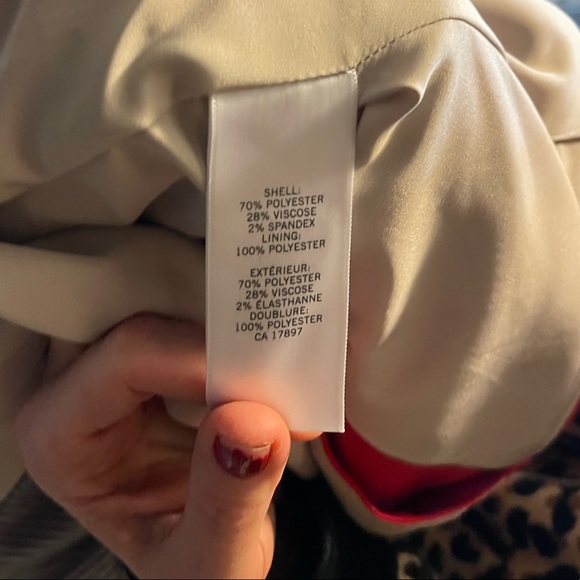 SHELL:
70% POLYESTER
28% VISCOSE
2% SPANDEX
LINING:
100% POLYESTER
EXTÉRIEUR:
70% POLYESTER
28% VISCOSE
2% ÉLASTHANNE
DOUBLURE:
100% POLYESTER
CA 17897